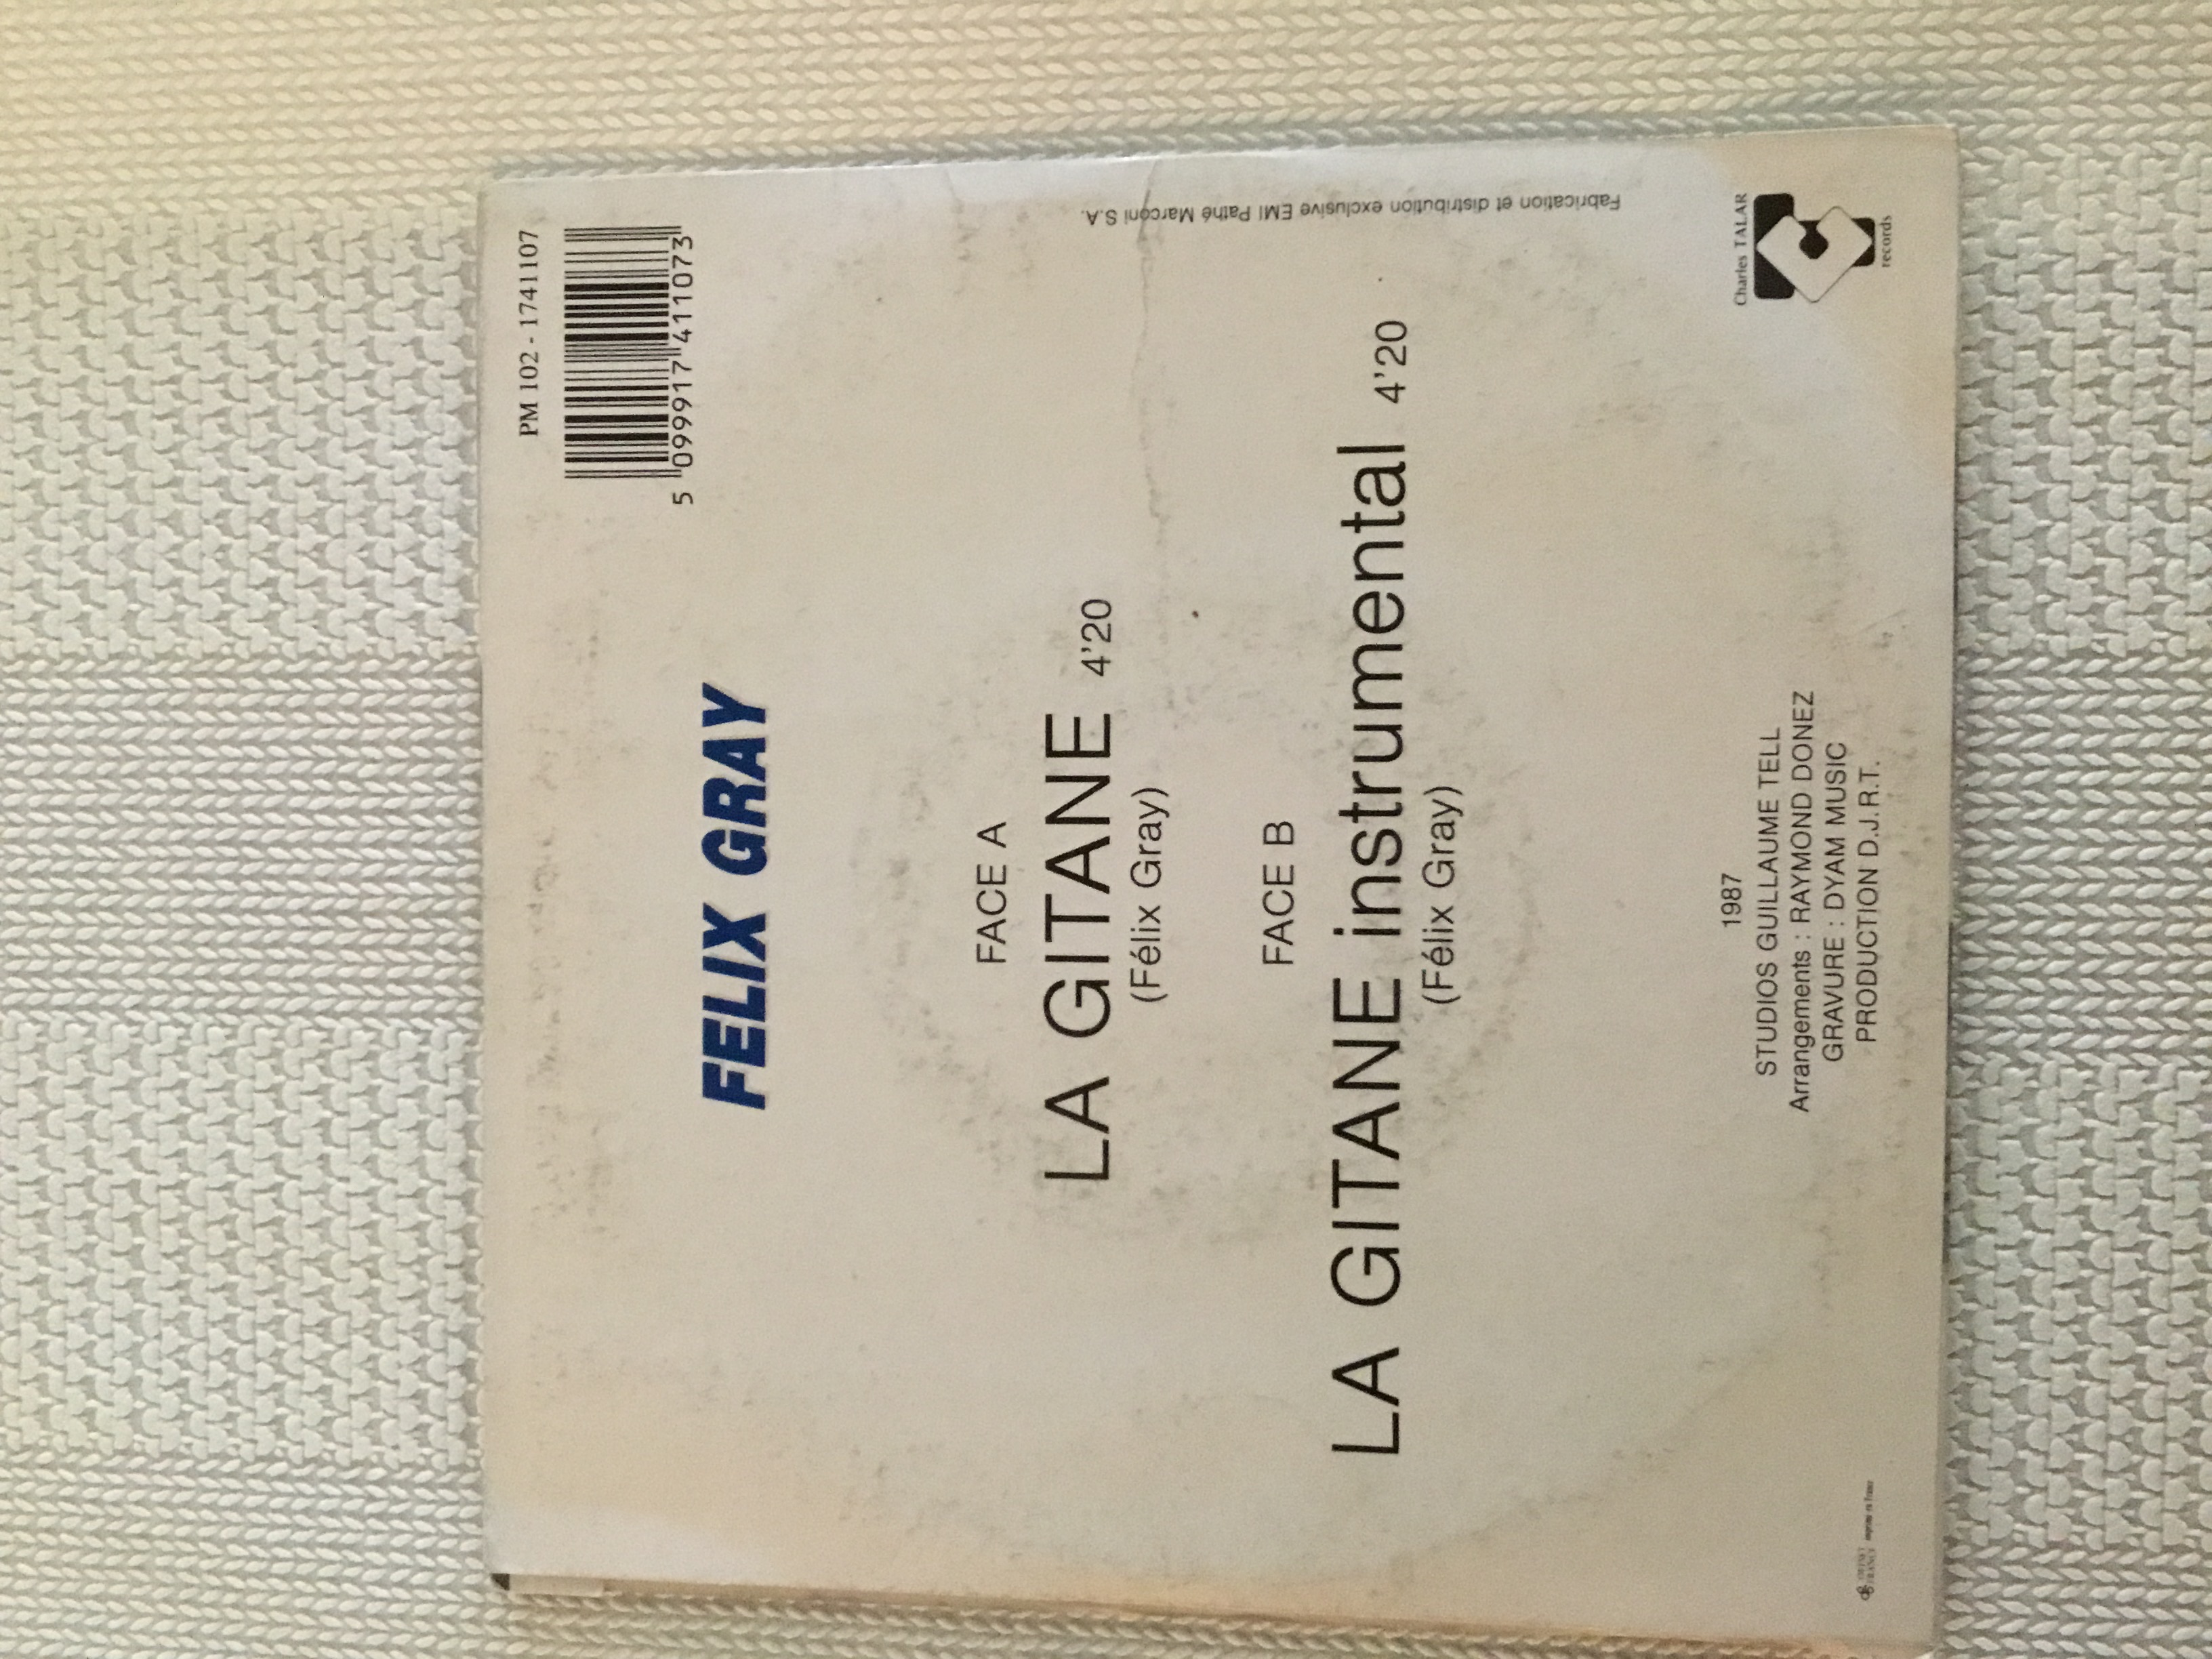 PM 102 - 1741107
5 099917 411073
FELIX GRAY
FACE A
LA GITANE 4'20
(Félix Gray)
FACE B
LA GITANE instrumental 4'20
(Félix Gray)
1987
STUDIOS GUILLAUME TELL
Arrangements : RAYMOND DONEZ
GRAVURE : DYAM MUSIC
PRODUCTION D.J.R.T.
Fabrication et distribution exclusive EMI Pathé Marconi S.A.
Charles TALAR
records